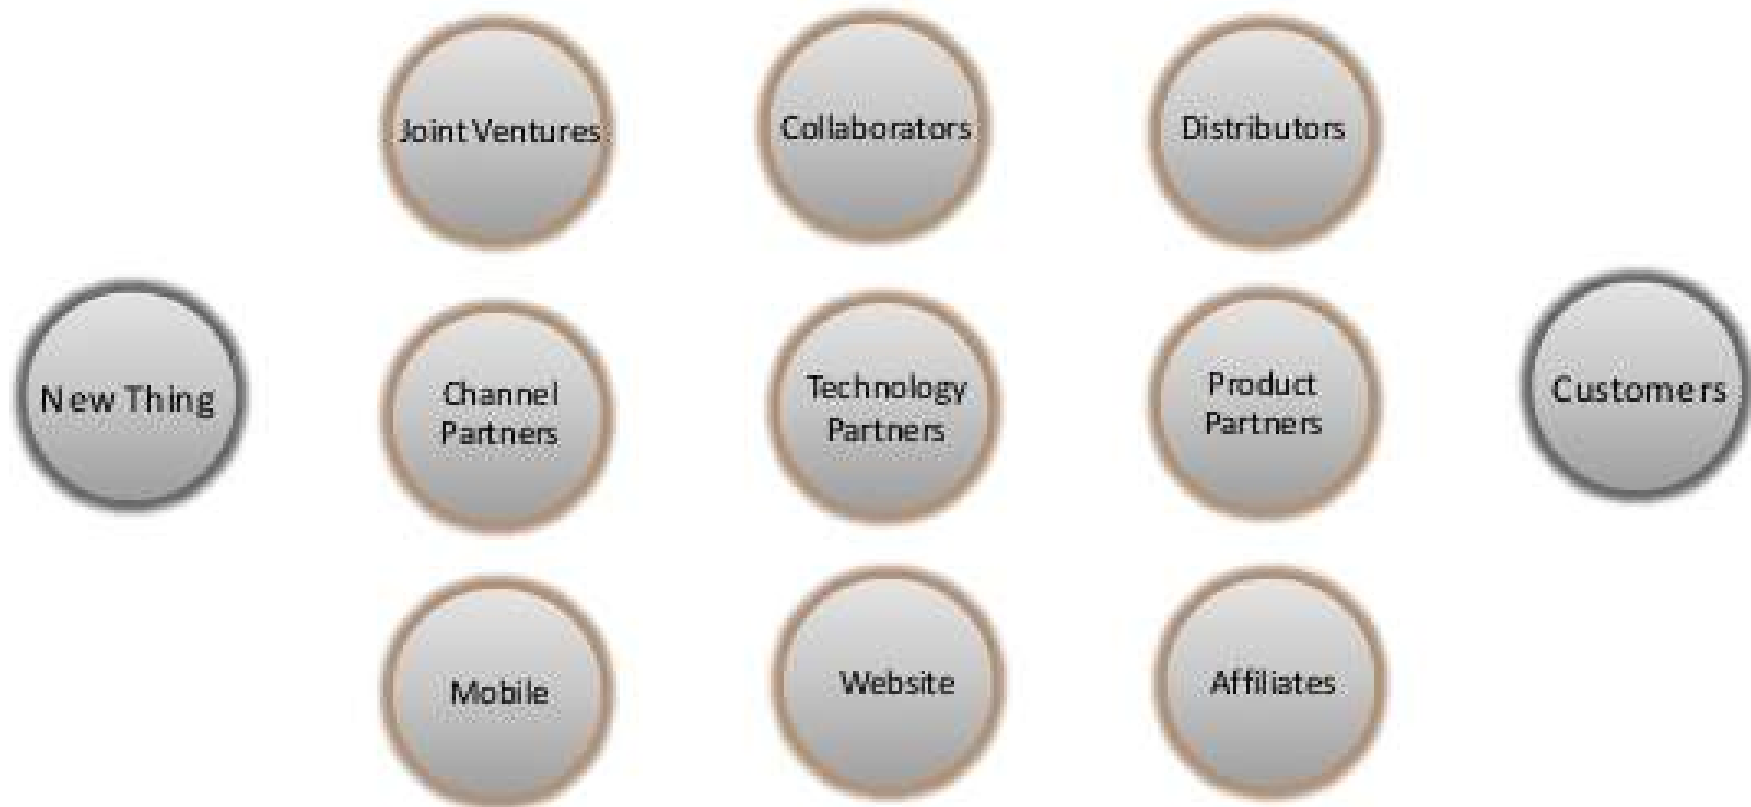 Joint Ventures
Collaborators
Distributors
New Thing
Channel
Partners
Technology
Partners
Product
Partners
Customers
Mobile
Website
Affiliates